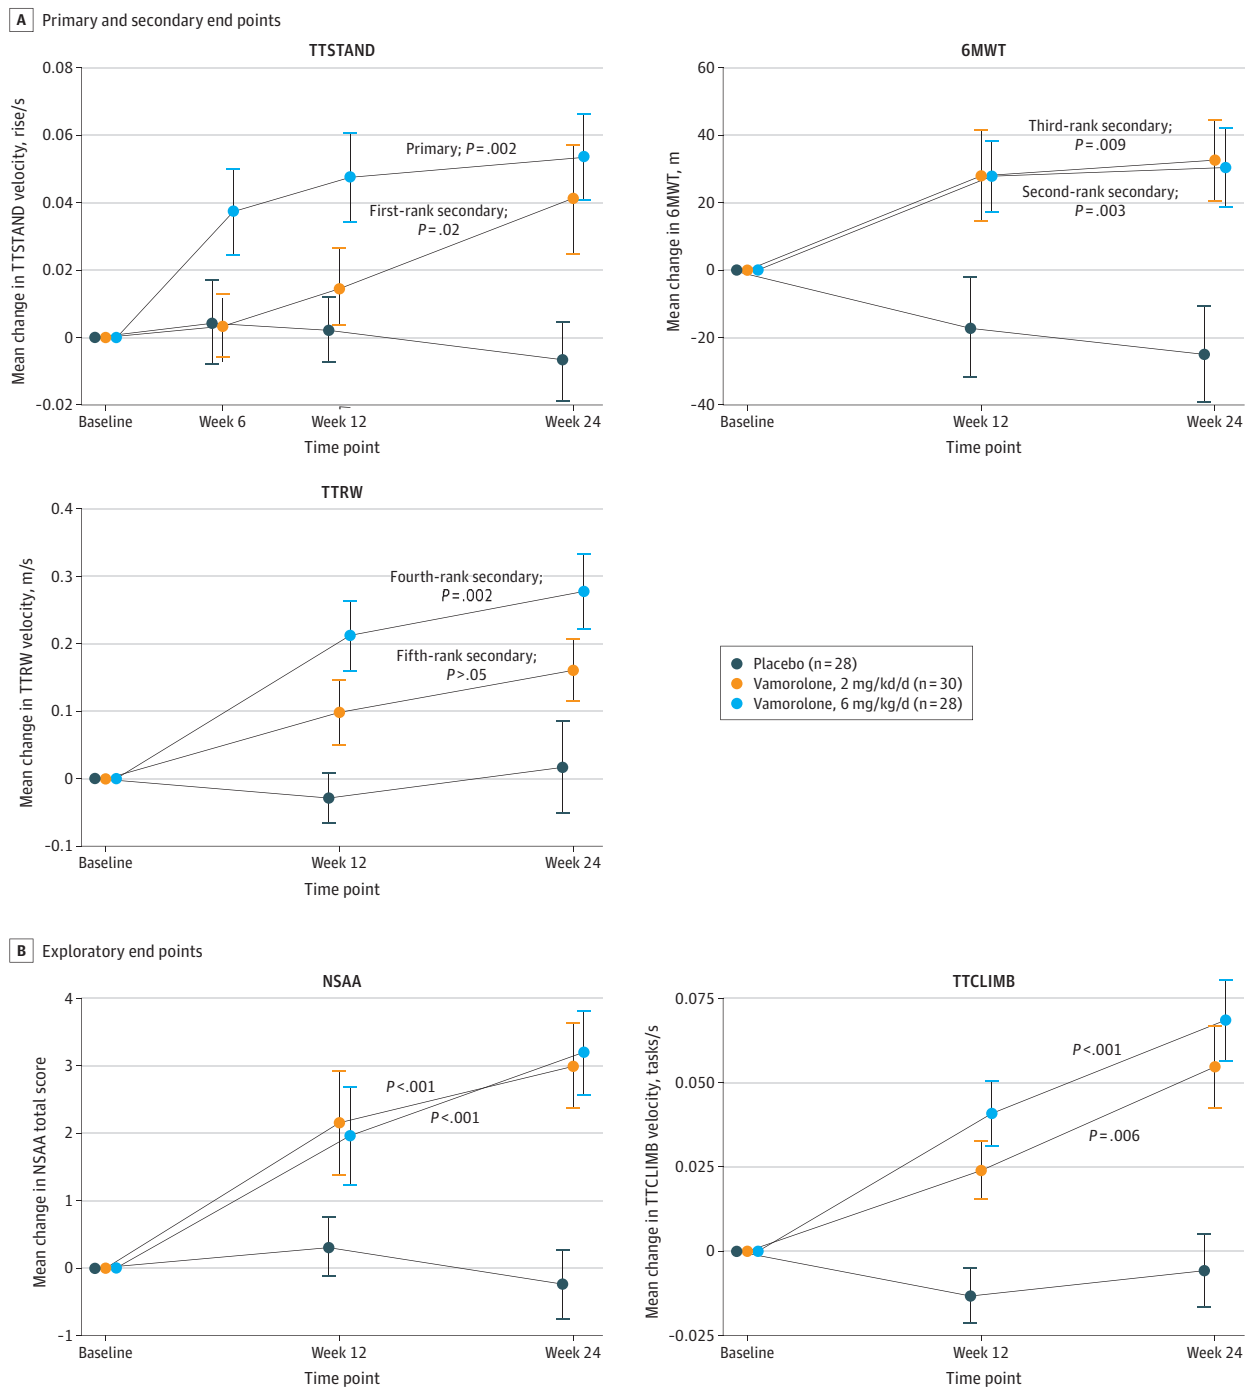 A Primary and secondary end points
TTSTAND
Mean change in TTSTAND velocity, rise/s
0.08
0.06
0.04
0.02
0
-0.02
Primary; P = .002
First-rank secondary;
P = .02
Baseline Week 6 Week 12 Week 24
Time point
6MWT
Mean change in 6MWT, m
60
40
20
0
-20
-40
Third-rank secondary;
P = .009
Second-rank secondary;
P = .003
Baseline Week 12 Week 24
Time point
TTRW
Mean change in TTRW velocity, m/s
0.4
0.3
0.2
0.1
0
-0.1
Fourth-rank secondary;
P = .002
Fifth-rank secondary;
P >.05
Baseline Week 12 Week 24
Time point
Placebo (n = 28)
Vamorolone, 2 mg/kd/d (n = 30)
Vamorolone, 6 mg/kg/d (n = 28)
B Exploratory end points
NSAA
Mean change in NSAA total score
4
3
2
1
0
-1
P <.001
P <.001
Baseline Week 12 Week 24
Time point
TTCLIMB
Mean change in TTCLIMB velocity, tasks/s
0.075
0.050
0.025
0
-0.025
P <.001
P = .006
Baseline Week 12 Week 24
Time point